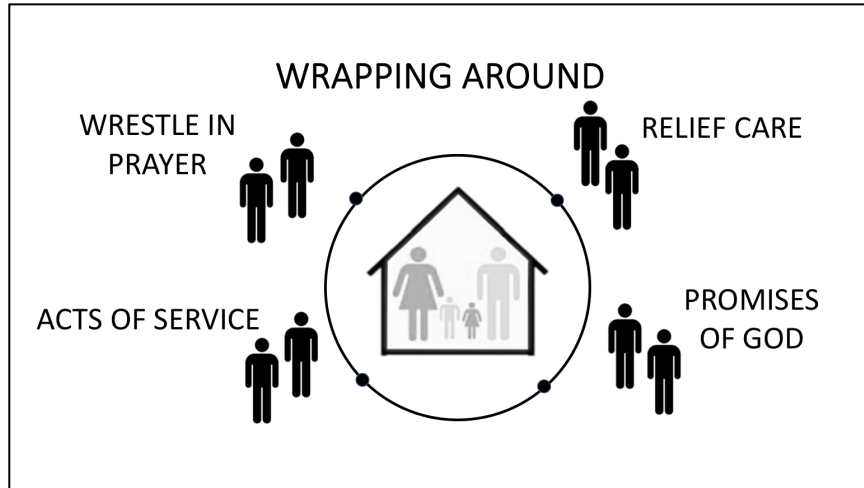 WRAPPING AROUND
WRESTLE IN
PRAYER
RELIEF CARE
ACTS OF SERVICE
PROMISES
OF GOD